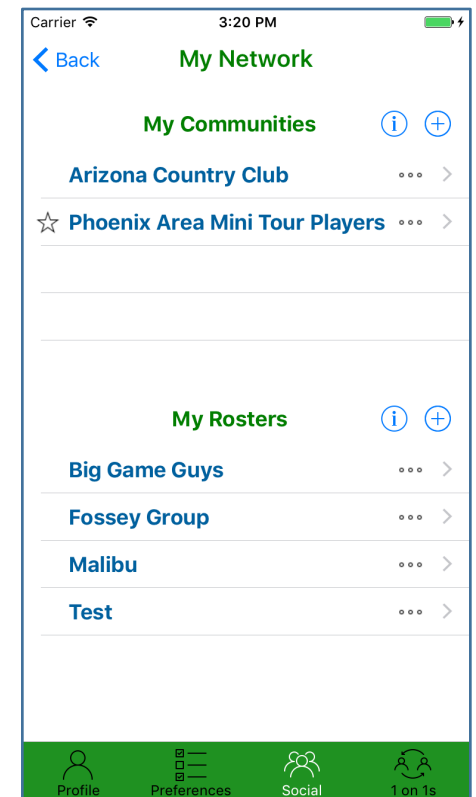 Carrier 3:20 PM
Back My Network
My Communities
Arizona Country Club
Phoenix Area Mini Tour Players
My Rosters
Big Game Guys
Fossey Group
Malibu
Test
Profile Preferences Social 1 on 1s